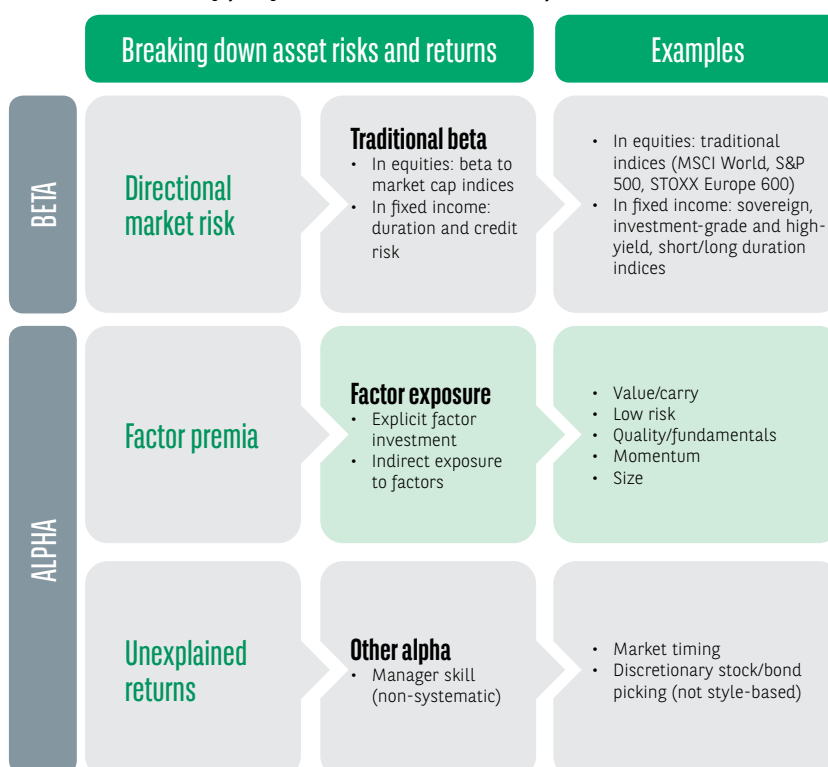 Breaking down asset risks and returns
Examples
BETA
Directional
market risk
Traditional beta
• In equities: beta to
market cap indices
• In fixed income:
duration and credit
risk
• In equities: traditional
indices (MSCI World, S&P
500, STOXX Europe 600)
• In fixed income: sovereign,
investment-grade and high-
yield, short/long duration
indices
ALPHA
Factor premia
Factor exposure
• Explicit factor
investment
• Indirect exposure
to factors
• Value/carry
• Low risk
• Quality/fundamentals
• Momentum
• Size
Unexplained
returns
Other alpha
• Manager skill
(non-systematic)
• Market timing
• Discretionary stock/bond
picking (not style-based)